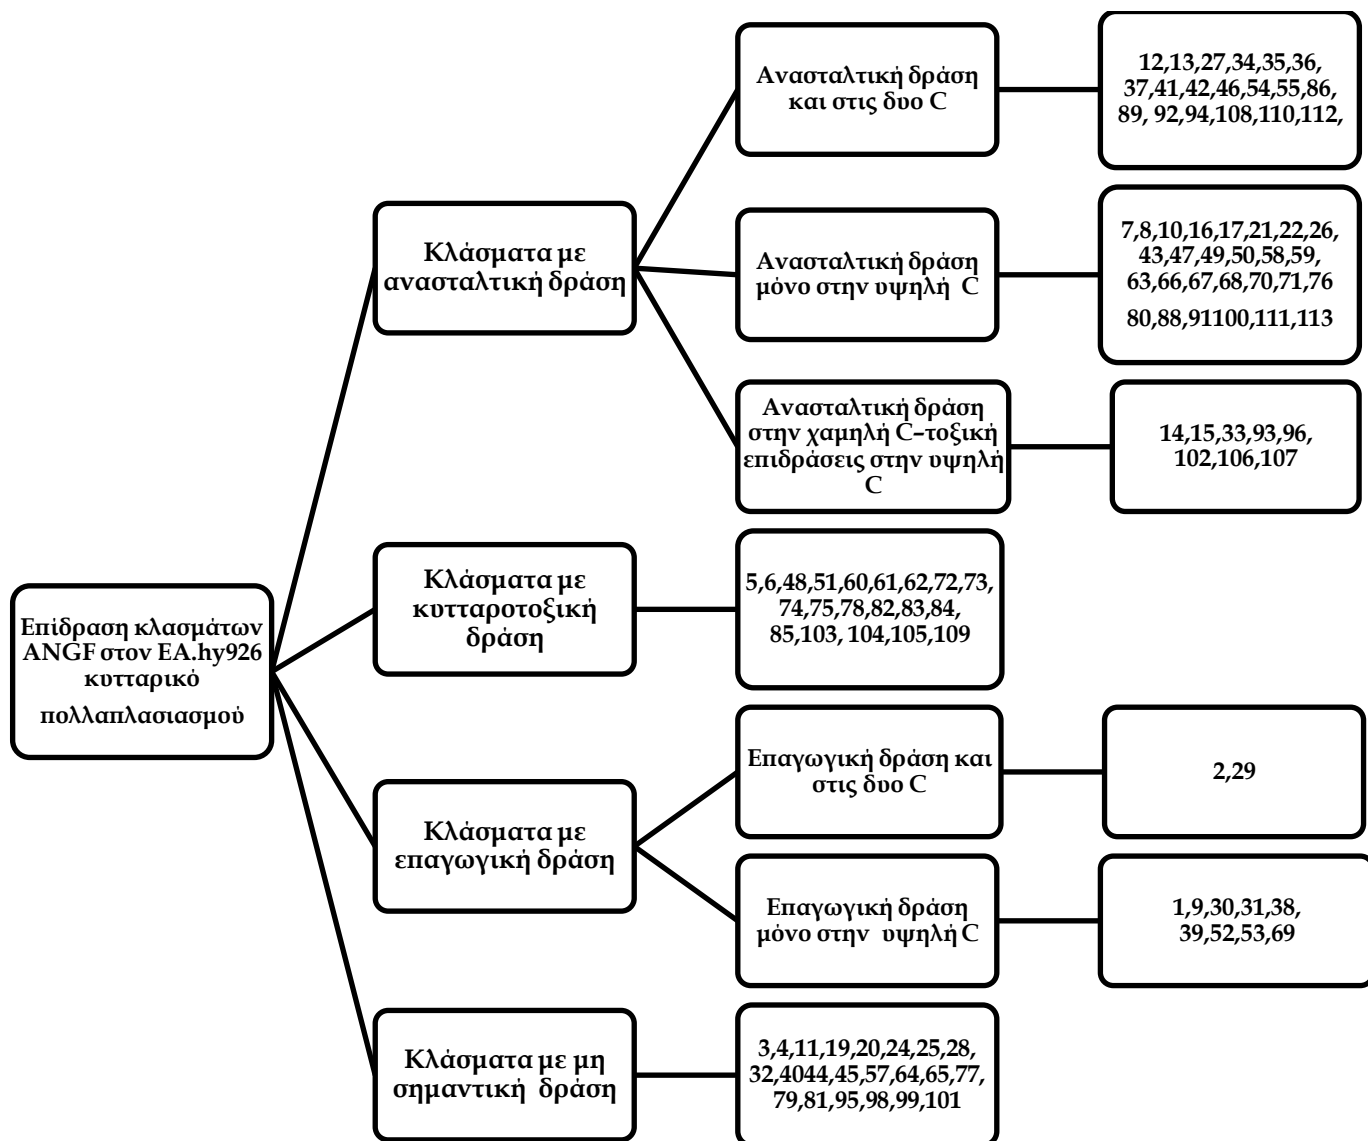 Επίδραση κλασμάτων
ANGF στον EA.hy926
κυτταρικό
πολλαπλασιασμού
Κλάσματα με
ανασταλτική δράση
Ανασταλτική δράση
και στις δυο C
12,13,27,34,35,36,
37,41,42,46,54,55,86,
89, 92,94,108,110,112,
Ανασταλτική δράση
μόνο στην υψηλή C
7,8,10,16,17,21,22,26,
43,47,49,50,58,59,
63,66,67,68,70,71,76
80,88,91100,111,113
Ανασταλτική δράση
στην χαμηλή C–τοξική
επιδράσεις στην υψηλή
C
14,15,33,93,96,
102,106,107
Κλάσματα με
κυτταροτοξική
δράση
5,6,48,51,60,61,62,72,73,
74,75,78,82,83,84,
85,103, 104,105,109
Κλάσματα με
επαγωγική δράση
Επαγωγική δράση και
στις δυο C
2,29
Επαγωγική δράση
μόνο στην υψηλή C
1,9,30,31,38,
39,52,53,69
Κλάσματα με μη
σημαντική δράση
3,4,11,19,20,24,25,28,
32,4044,45,57,64,65,77,
79,81,95,98,99,101